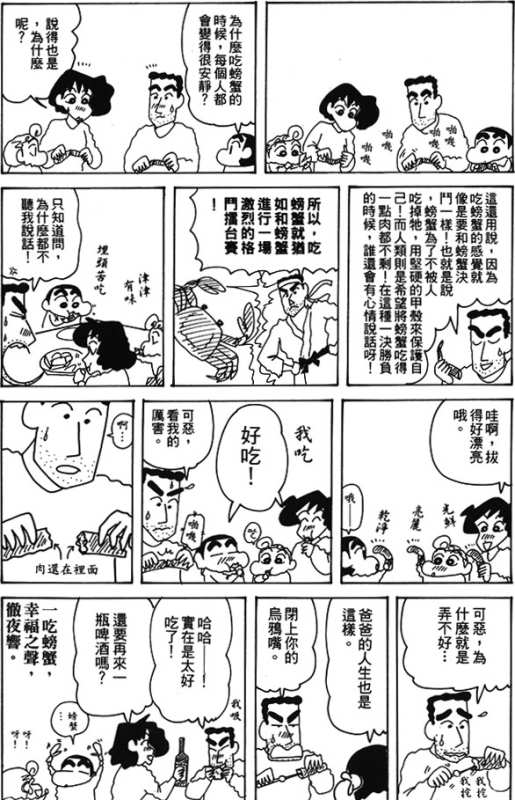 啪哦
啪哦
為什麼吃螃蟹的
時候，每個人都
會變得很安靜？
說得也是
，為什麼
呢？
這還用說，因為
吃螃蟹的感覺就
像是要和螃蟹決
鬥一樣！也就是說
，螃蟹為了不被人
吃掉牠，用堅硬的甲殼來保護自
己！而人類則是希望將螃蟹吃得
一點肉都不剩！在這種一決勝負
的時候，誰還會有心情說話呀！
所以，吃
螃蟹就猶
如和螃蟹
進行一場
激烈的格
鬥擂台賽
！
津津
有味
埋頭苦吃
只知道問，
為什麼都不
聽我說話！
哇啊，拔
得好漂亮
哦。
光鮮
亮麗
乾淨
哦～
我吃
好吃！
吃
可惡，
看我的
厲害。
啪哦
啊…
肉還在裡面
可惡，為
什麼就是
弄不好…
我挖
我挖
爸爸的人生也是
這樣。
閉上你的
烏鴉嘴。
我吸
哈哈！
實在是太好
吃了！
還要再來一
瓶啤酒嗎？
…螃蟹
呀！
呀！
一吃螃蟹，
幸福之聲，
徹夜響。